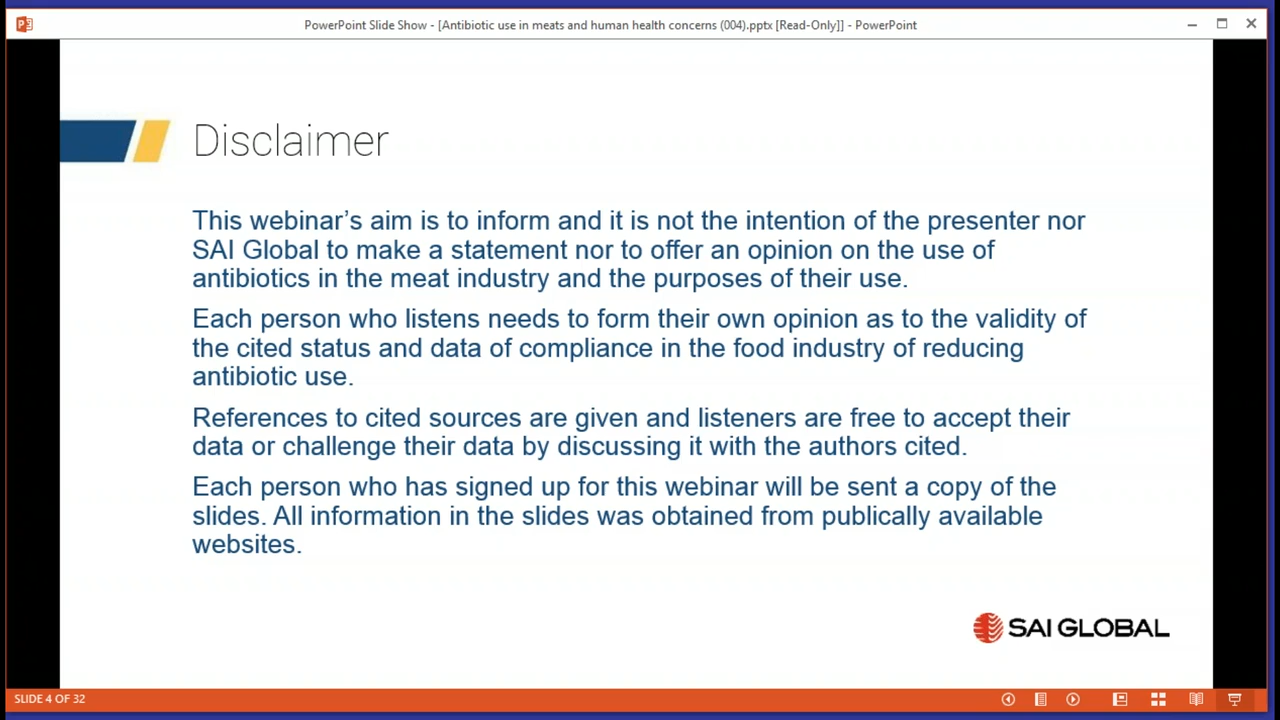 PowerPoint Slide Show - [Antibiotic use in meats and human health concerns (004).pptx [Read-Only]] - PowerPoint
Disclaimer
This webinar’s aim is to inform and it is not the intention of the presenter nor
SAI Global to make a statement nor to offer an opinion on the use of
antibiotics in the meat industry and the purposes of their use.
Each person who listens needs to form their own opinion as to the validity of
the cited status and data of compliance in the food industry of reducing
antibiotic use.
References to cited sources are given and listeners are free to accept their
data or challenge their data by discussing it with the authors cited.
Each person who has signed up for this webinar will be sent a copy of the
slides. All information in the slides was obtained from publically available
websites.
SAI GLOBAL
SLIDE 4 OF 32